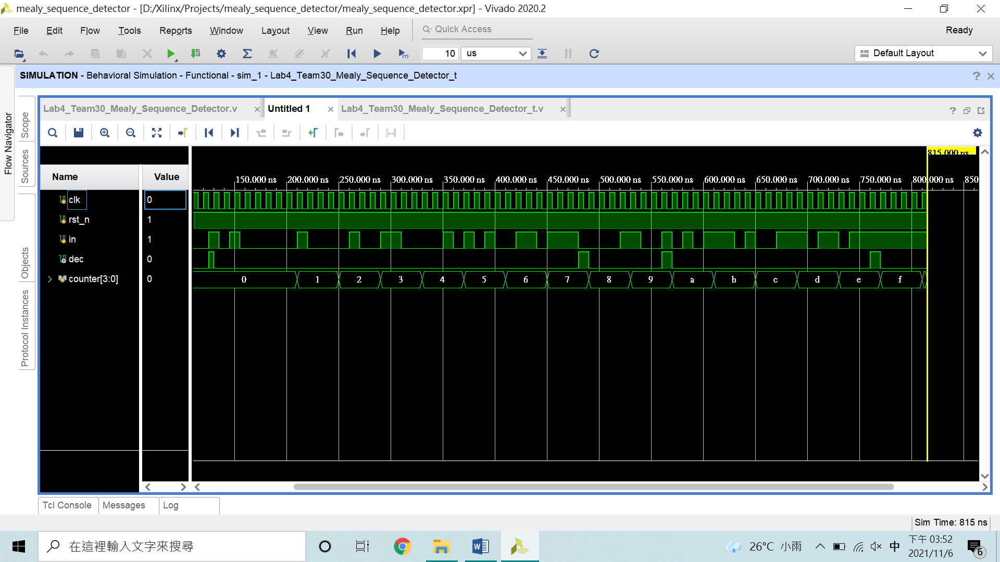 mealy_sequence_detector - [D:/Xilinx/Projects/mealy_sequence_detector/mealy_sequence_detector.xpr] - Vivado 2020.2
File Edit Flow Tools Reports Window Layout View Run Help Quick Access Ready
10 us Default Layout
SIMULATION - Behavioral Simulation - Functional - sim_1 - Lab4_Team30_Mealy_Sequence_Detector_t
Flow Navigator
Scope
Sources
Objects
Protocol Instances
Lab4_Team30_Mealy_Sequence_Detector.v Untitled 1 Lab4_Team30_Mealy_Sequence_Detector_t.v
815.000 ns
Name Value
150.000 ns 200.000 ns 250.000 ns 300.000 ns 350.000 ns 400.000 ns 450.000 ns 500.000 ns 550.000 ns 600.000 ns 650.000 ns 700.000 ns 750.000 ns 800.000 ns 850
clk 0
rst_n 1
in 1
dec 0
counter[3:0] 0 0 1 2 3 4 5 6 7 8 9 a b c d e f
Tcl Console Messages Log
Sim Time: 815 ns
在這裡輸入文字來搜尋
26°C 小雨 中
下午 03:52
2021/11/6
6